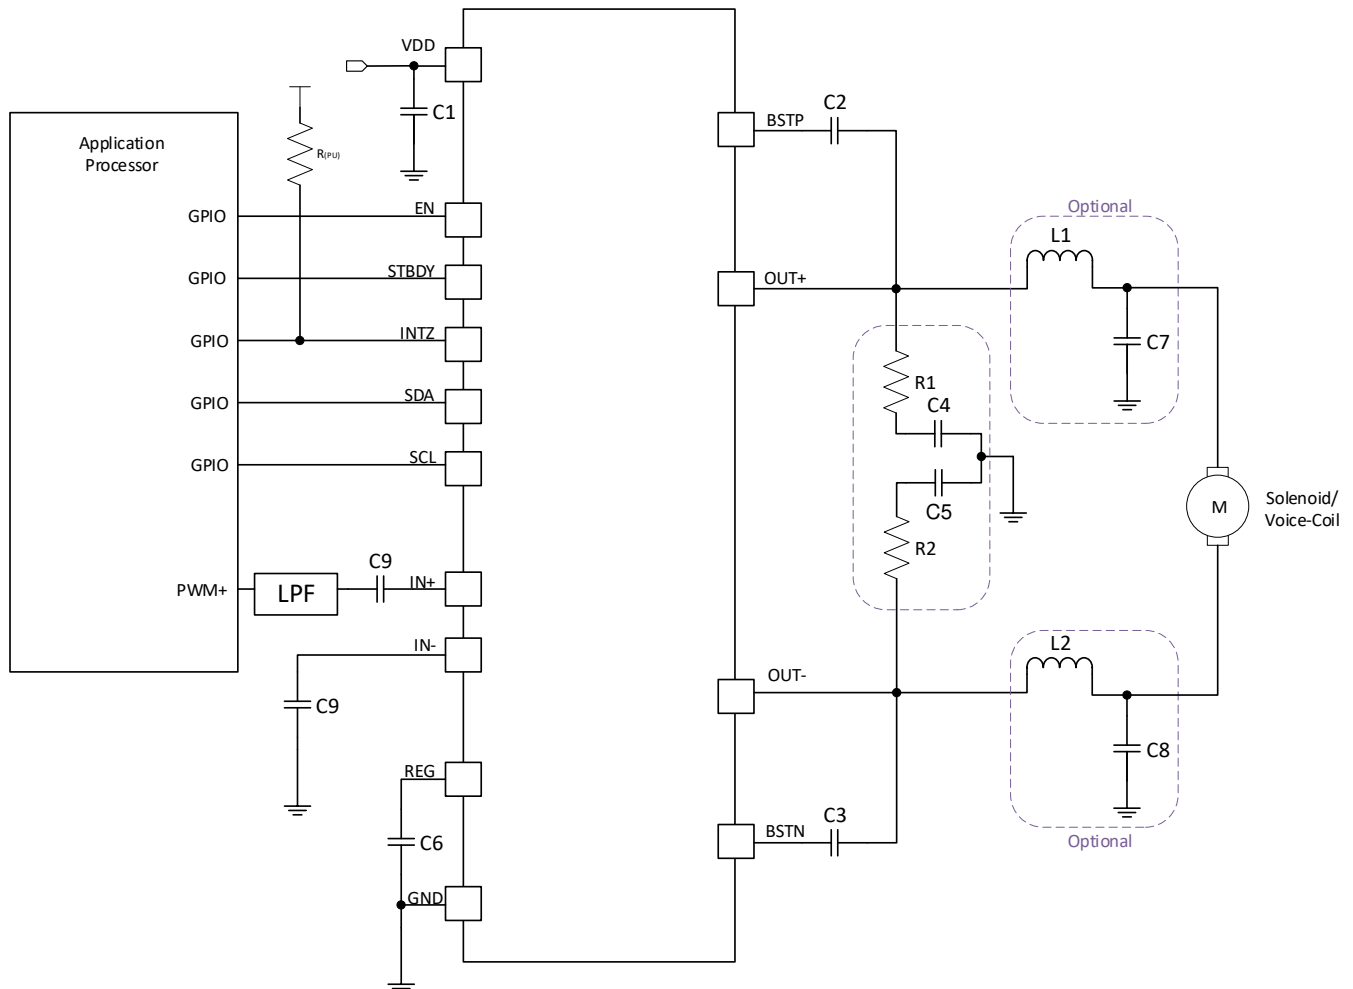 VDD
C1
Application
Processor
R(PU)
GPIO
EN
GPIO
STBDY
GPIO
INTZ
GPIO
SDA
GPIO
SCL
PWM+
LPF
C9
IN+
IN-
C9
REG
C6
GND
BSTP
C2
OUT+
Optional
L1
C7
R1
C4
C5
R2
Solenoid/
Voice-Coil
M
OUT-
L2
C8
Optional
BSTN
C3